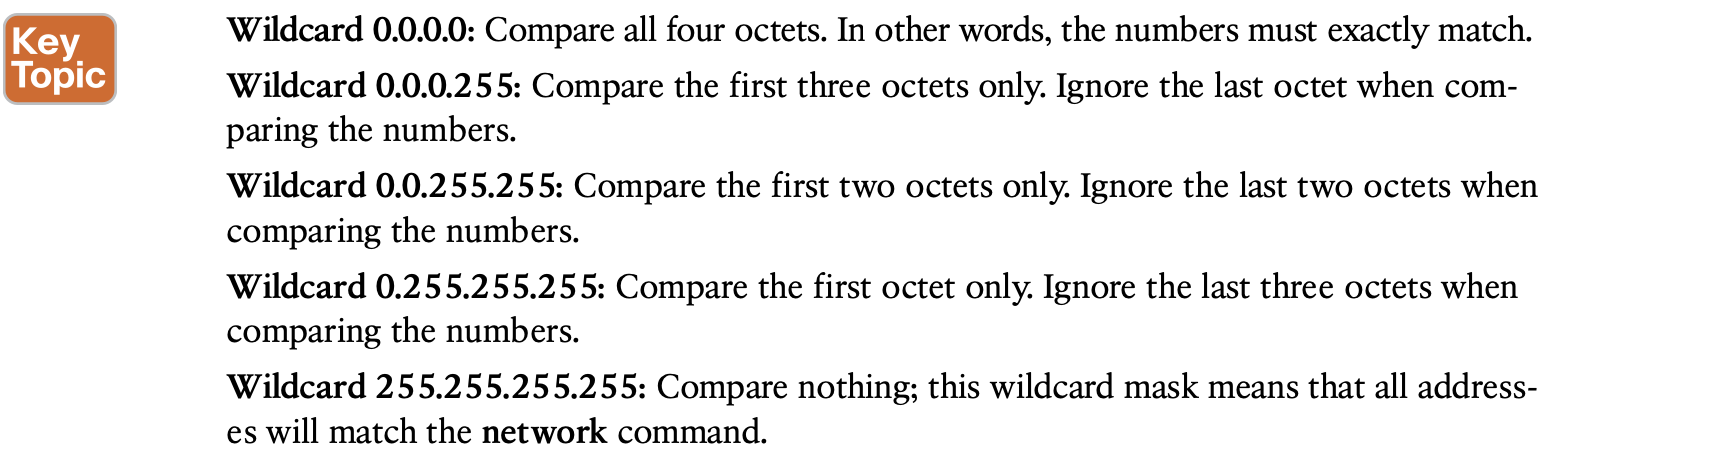 Key
Topic
Wildcard 0.0.0.0: Compare all four octets. In other words, the numbers must exactly match.
Wildcard 0.0.0.255: Compare the first three octets only. Ignore the last octet when com-
paring the numbers.
Wildcard 0.0.255.255: Compare the first two octets only. Ignore the last two octets when
comparing the numbers.
Wildcard 0.255.255.255: Compare the first octet only. Ignore the last three octets when
comparing the numbers.
Wildcard 255.255.255.255: Compare nothing; this wildcard mask means that all address-
es will match the network command.